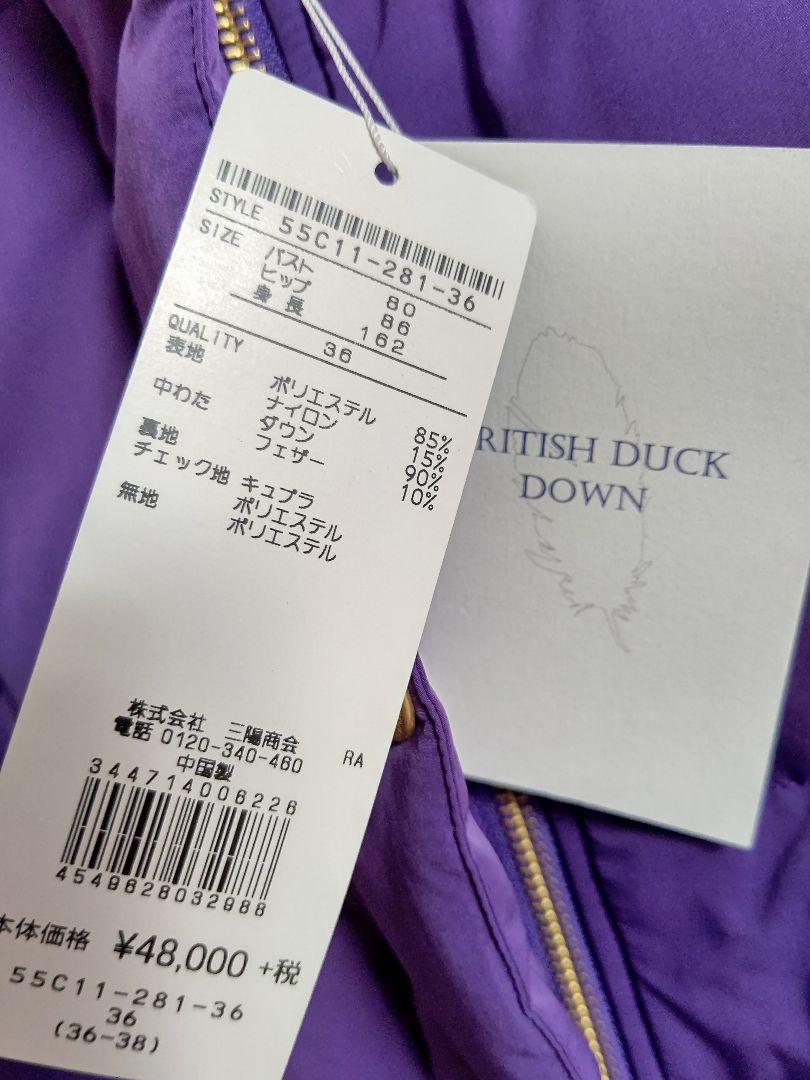 STYLE 55C11-281-36
SIZE バスト 80
ヒップ 86
身長 162
36
QUALITY
表地 ポリエステル 85%
ナイロン 15%
中わた ダウン 90%
フェザー 10%
裏地
チェック地 キュプラ
ポリエステル
無地 ポリエステル
株式会社 三陽商会
電話 0120-340-460 RA
中国製
344714006226
4549628032988
本体価格 ¥48,000 +税
55C11-281-36
36
(36-38)
RITISH DUCK
DOWN